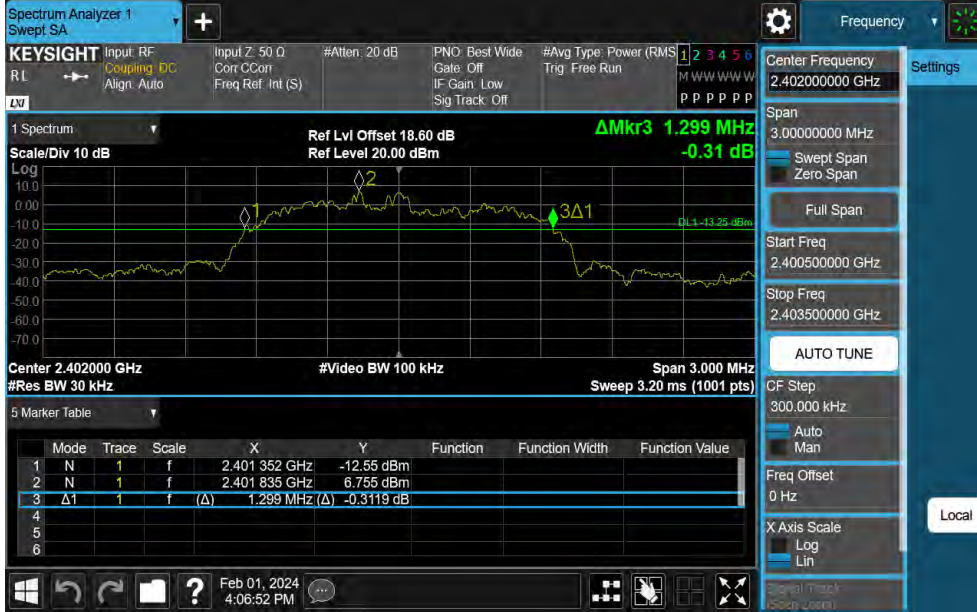 Spectrum Analyzer 1
Swept SA
Frequency
KEYSIGHT
RL
LXI
Input: RF
Coupling: DC
Align: Auto
Input Z: 50 Ω
Corr CCorr
Freq Ref: Int (S)
#Atten: 20 dB
PNO: Best Wide
Gate: Off
IF Gain: Low
Sig Track: Off
#Avg Type: Power (RMS
Trig: Free Run
1 2 3 4 5 6
M W W W W W
P P P P P P
1 Spectrum
Scale/Div 10 dB
Ref Lvl Offset 18.60 dB
Ref Level 20.00 dBm
ΔMkr3 1.299 MHz
-0.31 dB
Log
10.0
0.00
-10.0
-20.0
-30.0
-40.0
-50.0
-60.0
-70.0
1
2
3Δ1
DL1 -13.25 dBm
Center 2.402000 GHz
#Res BW 30 kHz
#Video BW 100 kHz
Span 3.000 MHz
Sweep 3.20 ms (1001 pts)
5 Marker Table
Mode Trace Scale X Y Function Function Width Function Value
1 N 1 f 2.401 352 GHz -12.55 dBm
2 N 1 f 2.401 835 GHz 6.755 dBm
3 Δ1 1 f (Δ) 1.299 MHz (Δ) -0.3119 dB
4
5
6
?
Feb 01, 2024
4:06:52 PM
Center Frequency
2.402000000 GHz
Span
3.00000000 MHz
Swept Span
Zero Span
Full Span
Start Freq
2.400500000 GHz
Stop Freq
2.403500000 GHz
AUTO TUNE
CF Step
300.000 kHz
Auto
Man
Freq Offset
0 Hz
X Axis Scale
Log
Lin
Signal Track
(Span Zoom)
Settings
Local